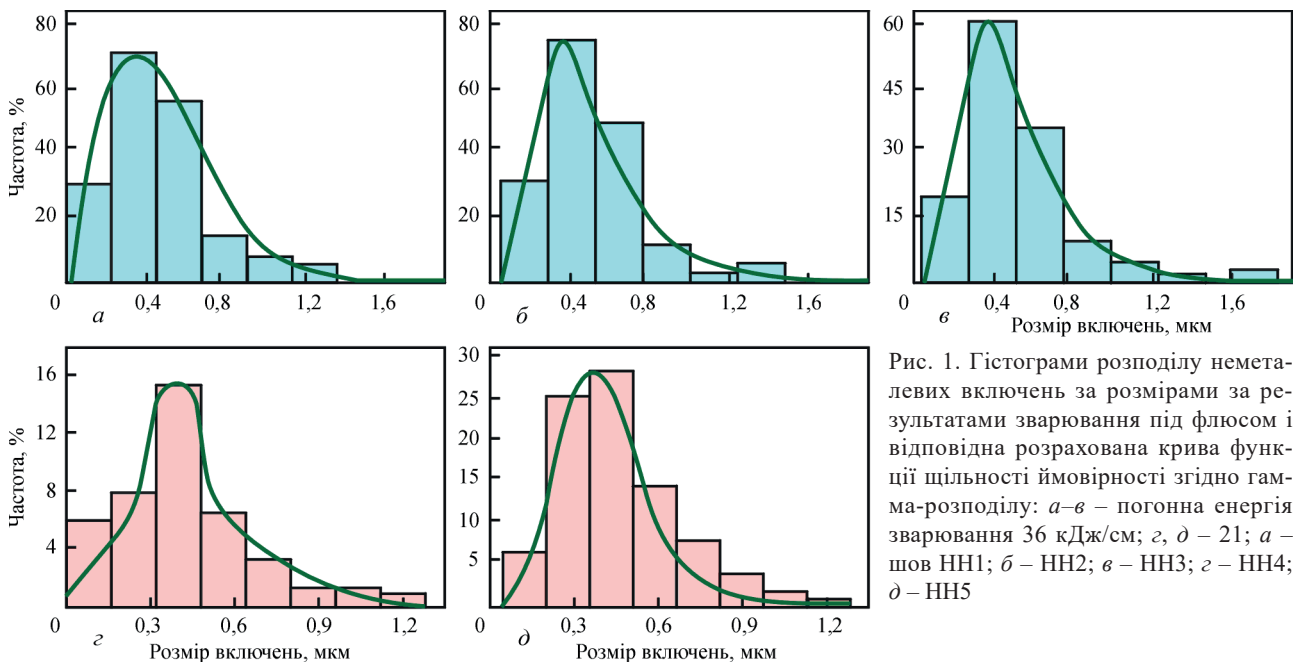 80
60
40
20
Частота, %
0
0,4
0,8
1,2
1,6
а
80
60
40
20
0
0,4
0,8
1,2
1,6
б
60
45
30
15
0
0,4
0,8
1,2
1,6
в
Розмір включень, мкм
16
12
8
4
Частота, %
0
0,3
0,6
0,9
1,2
г
Розмір включень, мкм
30
25
20
15
10
5
0
0,3
0,6
0,9
1,2
д
Розмір включень, мкм
Рис. 1. Гістограми розподілу немета-
левих включень за розмірами за ре-
зультатами зварювання під флюсом і
відповідна розрахована крива функ-
ції щільності ймовірності згідно гам-
ма-розподілу: а–в – погонна енергія
зварювання 36 кДж/см; г, д – 21; а –
шов НН1; б – НН2; в – НН3; г – НН4;
д – НН5